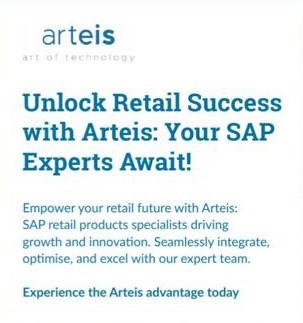 arteis
art of technology
Unlock Retail Success
with Arteis: Your SAP
Experts Await!
Empower your retail future with Arteis:
SAP retail products specialists driving
growth and innovation. Seamlessly integrate,
optimise, and excel with our expert team.
Experience the Arteis advantage today